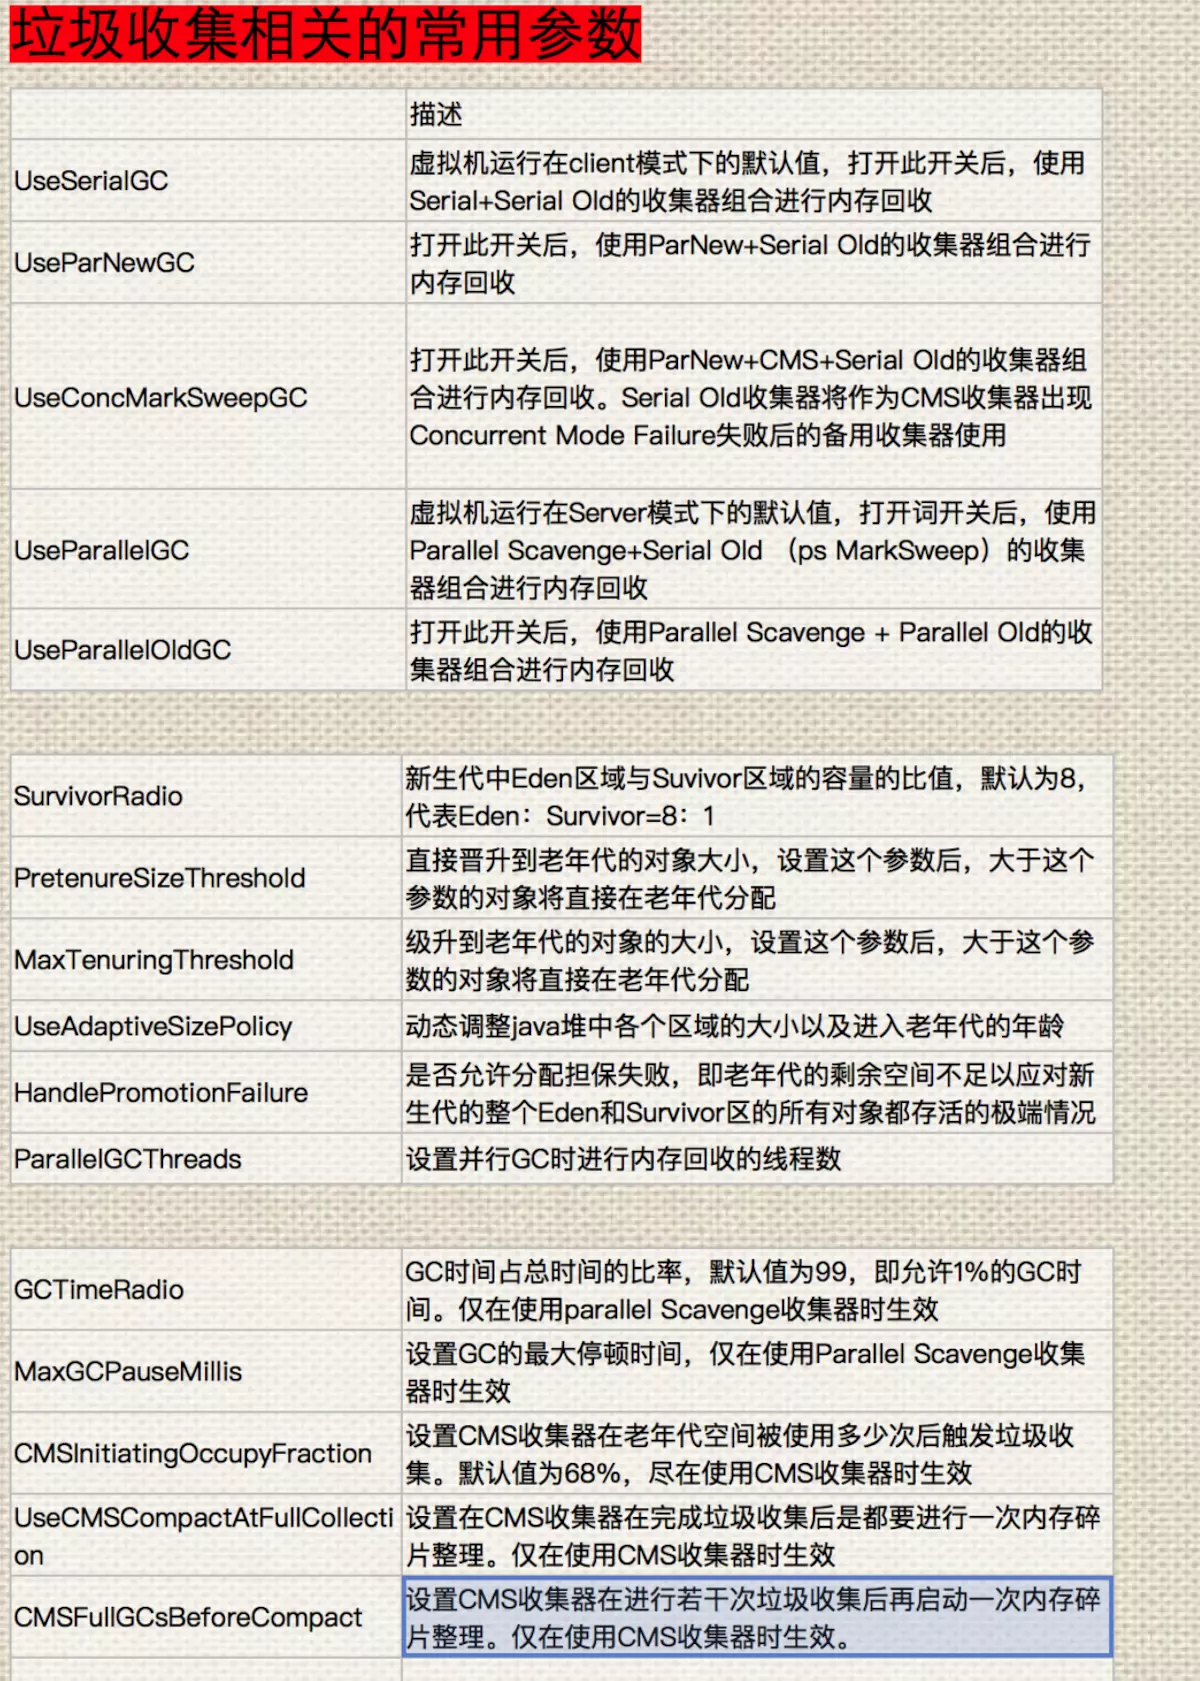 垃圾收集相关的常用参数
描述
UseSerialGC
虚拟机运行在client模式下的默认值，打开此开关后，使用
Serial+Serial Old的收集器组合进行内存回收
UseParNewGC
打开此开关后，使用ParNew+Serial Old的收集器组合进行
内存回收
UseConcMarkSweepGC
打开此开关后，使用ParNew+CMS+Serial Old的收集器组
合进行内存回收。Serial Old收集器将作为CMS收集器出现
Concurrent Mode Failure失败后的备用收集器使用
UseParallelGC
虚拟机运行在Server模式下的默认值，打开词开关后，使用
Parallel Scavenge+Serial Old （ps MarkSweep）的收集
器组合进行内存回收
UseParallelOldGC
打开此开关后，使用Parallel Scavenge + Parallel Old的收
集器组合进行内存回收
SurvivorRadio
新生代中Eden区域与Suvivor区域的容量的比值，默认为8，
代表Eden：Survivor=8：1
PretenureSizeThreshold
直接晋升到老年代的对象大小，设置这个参数后，大于这个
参数的对象将直接在老年代分配
MaxTenuringThreshold
级升到老年代的对象的大小，设置这个参数后，大于这个参
数的对象将直接在老年代分配
UseAdaptiveSizePolicy
动态调整java堆中各个区域的大小以及进入老年代的年龄
HandlePromotionFailure
是否允许分配担保失败，即老年代的剩余空间不足以应对新
生代的整个Eden和Survivor区的所有对象都存活的极端情况
ParallelGCThreads
设置并行GC时进行内存回收的线程数
GCTimeRadio
GC时间占总时间的比率，默认值为99，即允许1%的GC时
间。仅在使用parallel Scavenge收集器时生效
MaxGCPauseMillis
设置GC的最大停顿时间，仅在使用Parallel Scavenge收集
器时生效
CMSInitiatingOccupyFraction
设置CMS收集器在老年代空间被使用多少次后触发垃圾收
集。默认值为68%，尽在使用CMS收集器时生效
UseCMSCompactAtFullCollecti
on
设置在CMS收集器在完成垃圾收集后是都要进行一次内存碎
片整理。仅在使用CMS收集器时生效
CMSFullGCsBeforeCompact
设置CMS收集器在进行若干次垃圾收集后再启动一次内存碎
片整理。仅在使用CMS收集器时生效。